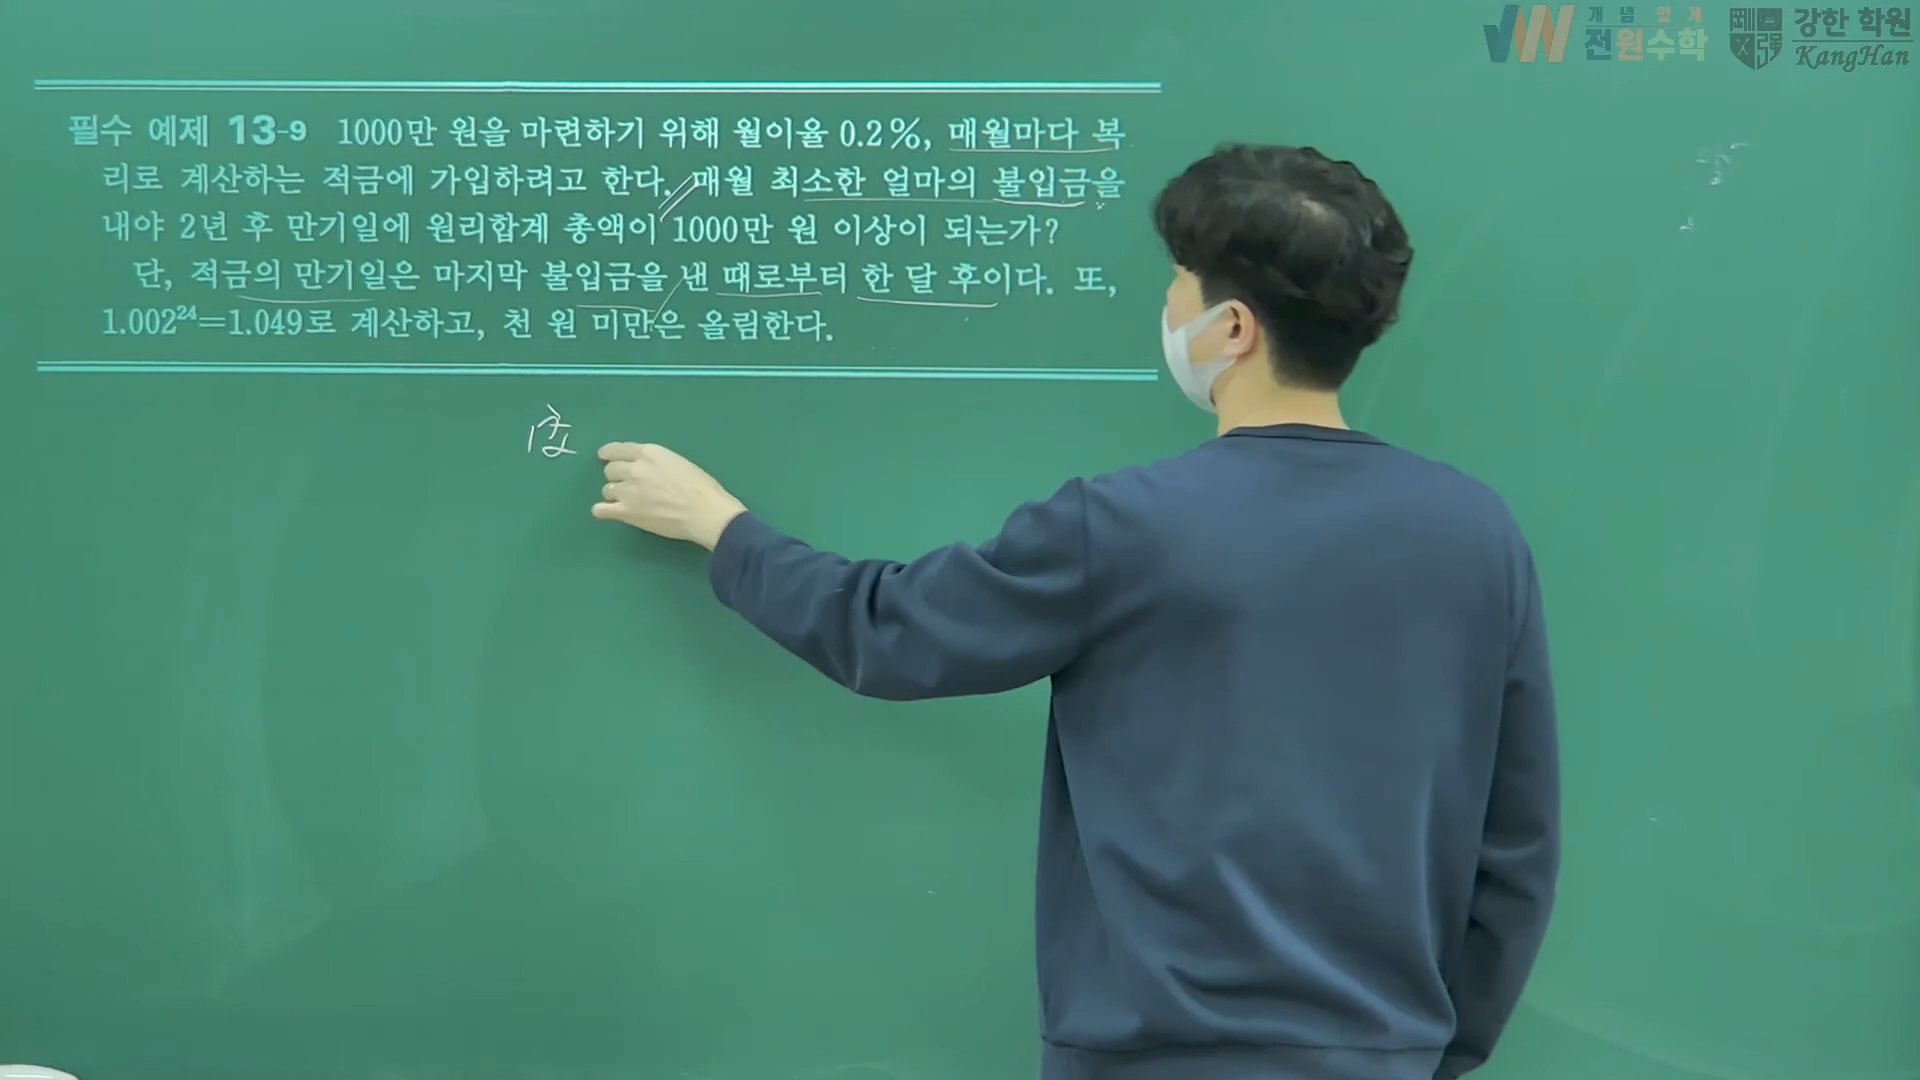 개념있게
전원수학
강한 학원
KangHan
필수 예제 13-9 1000만 원을 마련하기 위해 월이율 0.2%, 매월마다 복
리로 계산하는 적금에 가입하려고 한다. 매월 최소한 얼마의 불입금을
내야 2년 후 만기일에 원리합계 총액이 1000만 원 이상이 되는가?
단, 적금의 만기일은 마지막 불입금을 낸 때로부터 한 달 후이다. 또,
1.002²⁴=1.049로 계산하고, 천 원 미만은 올림한다.